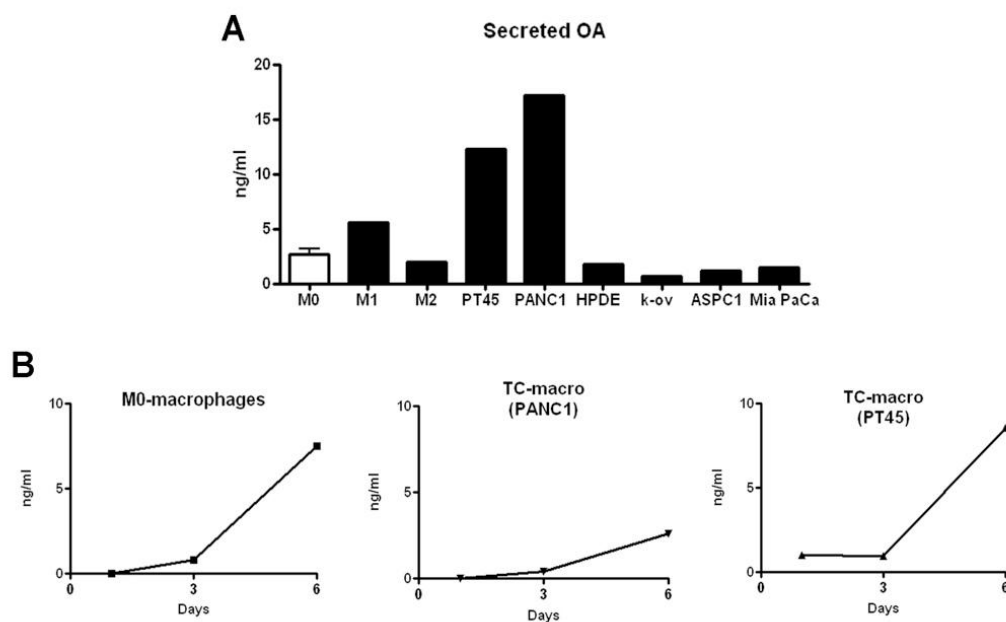 A
Secreted OA
ng/ml
20
15
10
5
0
M0 M1 M2 PT45 PANC1 HPDE k-ov ASPC1 Mia PaCa
B
M0-macrophages
ng/ml
10
5
0
0 3 6
Days
TC-macro
(PANC1)
ng/ml
10
5
0
0 3 6
Days
TC-macro
(PT45)
ng/ml
10
5
0
0 3 6
Days